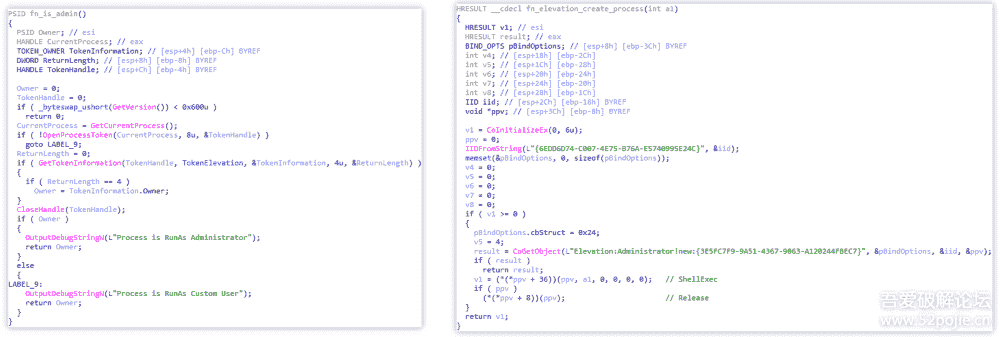 PSID fn_is_admin()
{
PSID Owner; // esi
HANDLE CurrentProcess; // eax
TOKEN_OWNER TokenInformation; // [esp+4h] [ebp-Ch] BYREF
DWORD ReturnLength; // [esp+8h] [ebp-8h] BYREF
HANDLE TokenHandle; // [esp+Ch] [ebp-4h] BYREF
Owner = 0;
TokenHandle = 0;
if ( _byteswap_ushort(GetVersion()) < 0x600u )
return 0;
CurrentProcess = GetCurrentProcess();
if ( !OpenProcessToken(CurrentProcess, 8u, &TokenHandle) )
goto LABEL_9;
ReturnLength = 0;
if ( GetTokenInformation(TokenHandle, TokenElevation, &TokenInformation, 4u, &ReturnLength) )
{
if ( ReturnLength == 4 )
Owner = TokenInformation.Owner;
}
CloseHandle(TokenHandle);
if ( Owner )
{
OutputDebugStringW(L"Process is RunAs Administrator");
return Owner;
}
else
{
LABEL_9:
OutputDebugStringW(L"Process is RunAs Custom User");
return Owner;
}
}
HRESULT __cdecl fn_elevation_create_process(int a1)
{
HRESULT v1; // esi
HRESULT result; // eax
BIND_OPTS pBindOptions; // [esp+8h] [ebp-3Ch] BYREF
int v4; // [esp+18h] [ebp-2Ch]
int v5; // [esp+1Ch] [ebp-28h]
int v6; // [esp+20h] [ebp-24h]
int v7; // [esp+24h] [ebp-20h]
int v8; // [esp+28h] [ebp-1Ch]
IID iid; // [esp+2Ch] [ebp-18h] BYREF
void *ppv; // [esp+3Ch] [ebp-8h] BYREF
v1 = CoInitializeEx(0, 6u);
ppv = 0;
IIDFromString(L"{6EDD6D74-C007-4E75-B76A-E5740995E24C}", &iid);
memset(&pBindOptions, 0, sizeof(pBindOptions));
v4 = 0;
v5 = 0;
v6 = 0;
v7 = 0;
v8 = 0;
if ( v1 >= 0 )
{
pBindOptions.cbStruct = 0x24;
v5 = 4;
result = CoGetObject(L"Elevation:Administrator!new:{3E5FC7F9-9A51-4367-9063-A120244FBEC7}", &pBindOptions, &iid, &ppv);
if ( result )
return result;
v1 = (*(*ppv + 36))(ppv, a1, 0, 0, 0, 0); // ShellExec
if ( ppv )
(*(*ppv + 8))(ppv); // Release
}
return v1;
}
吾爱破解论坛
www.52pojie.cn